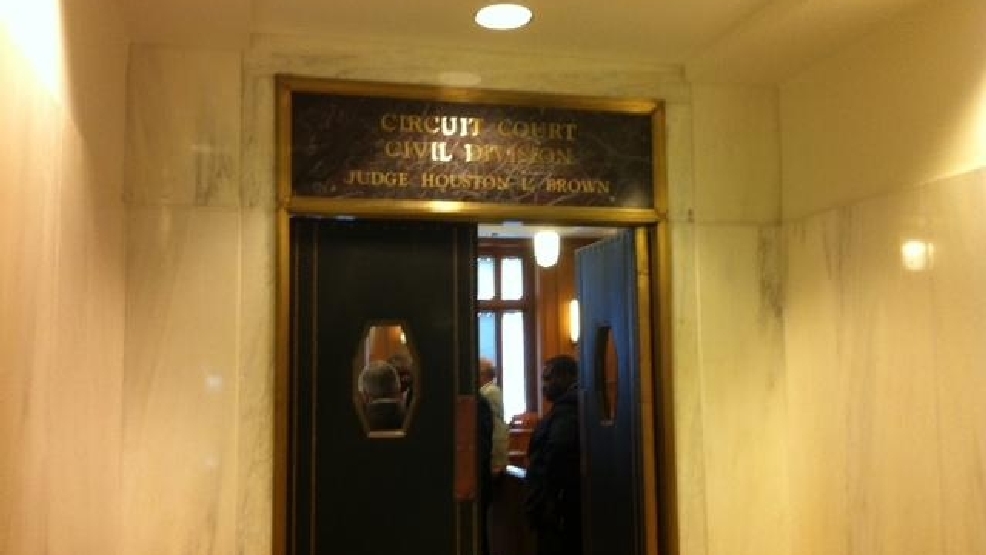 CIRCUIT COURT
CIVIL DIVISION
JUDGE HOUSTON L. BROWN